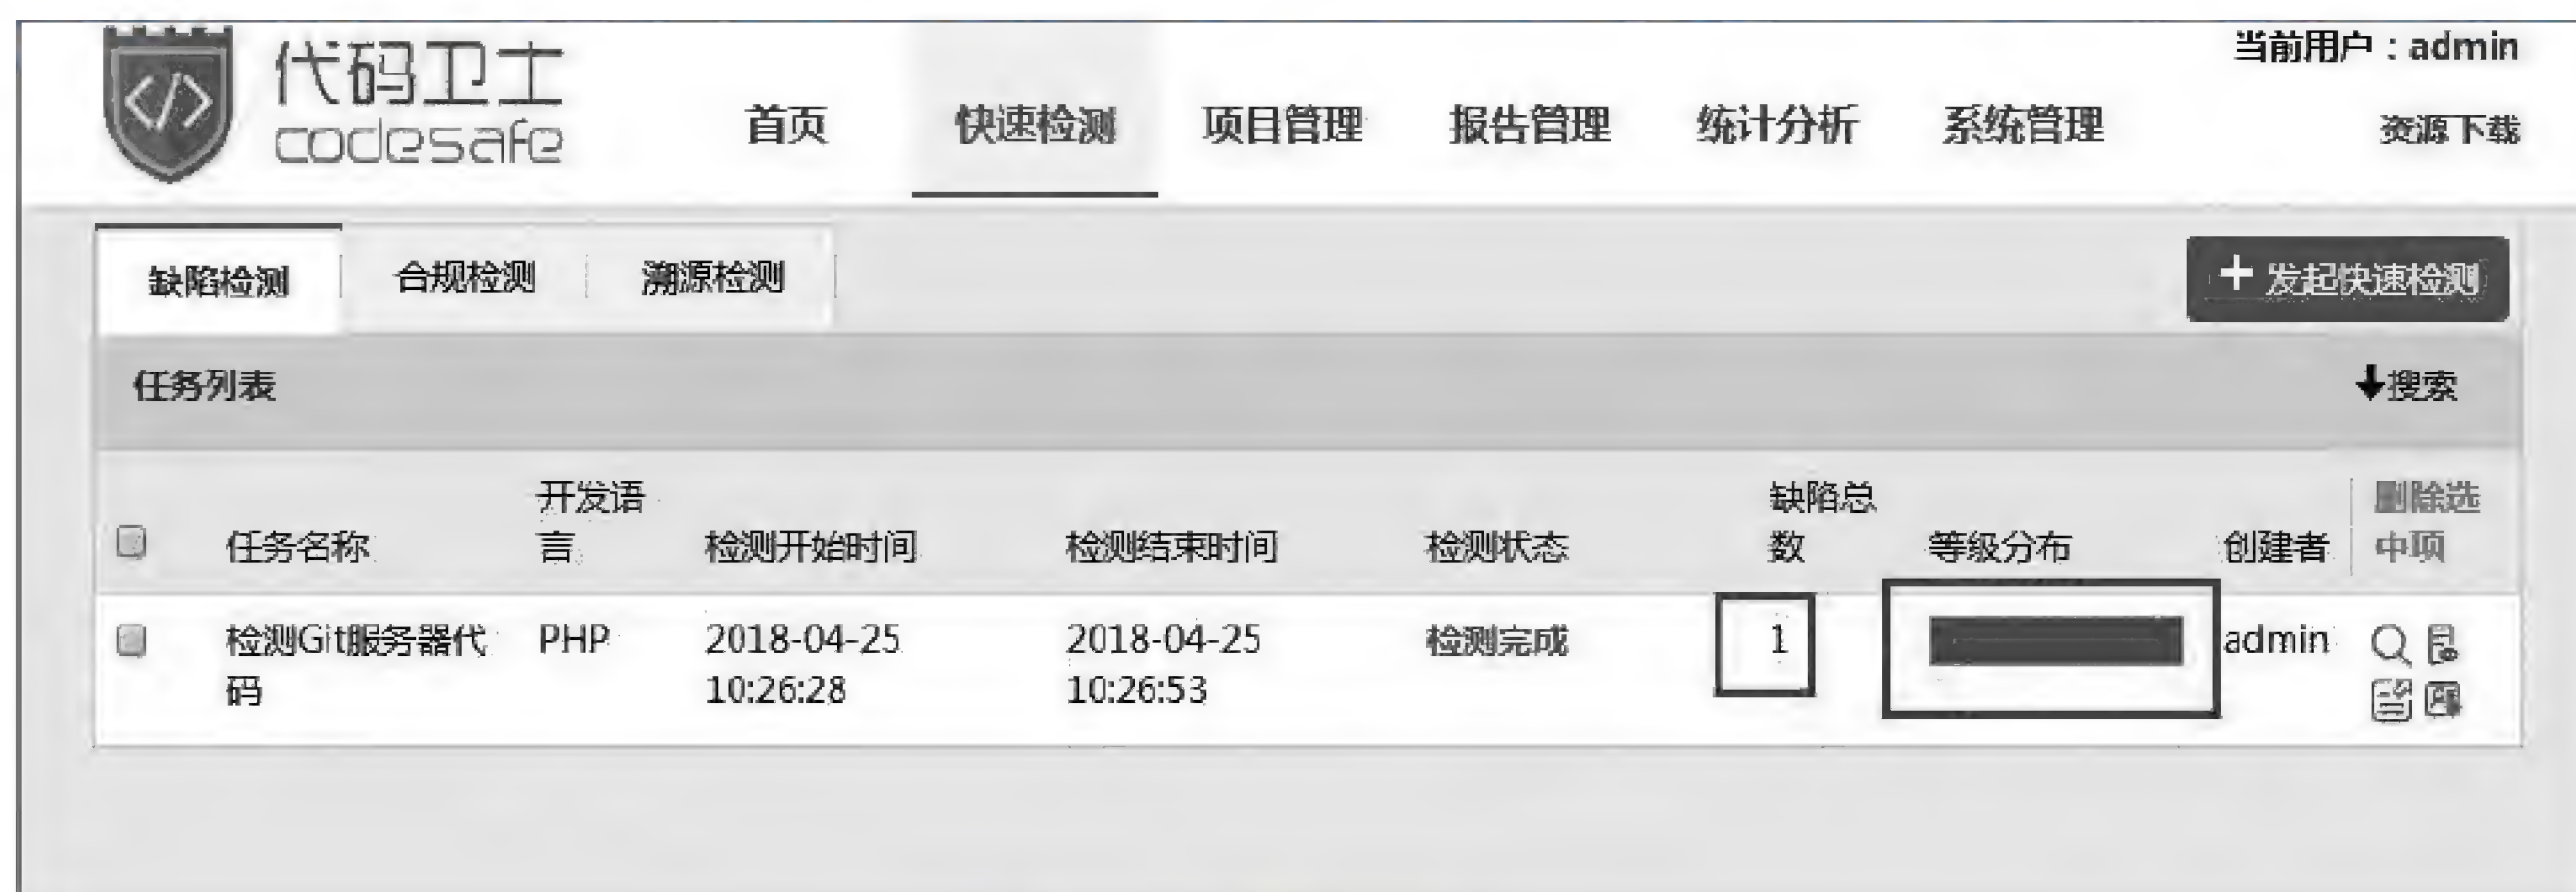 当前用户：admin
代码卫士
codesafe
首页 快速检测 项目管理 报告管理 统计分析 系统管理 资源下载
缺陷检测 合规检测 溯源检测 + 发起快速检测
任务列表 搜索
任务名称 开发语言 检测开始时间 检测结束时间 检测状态 缺陷总数 等级分布 创建者 删除选中项
检测Git服务器代码 PHP 2018-04-25 10:26:28 2018-04-25 10:26:53 检测完成 1 admin